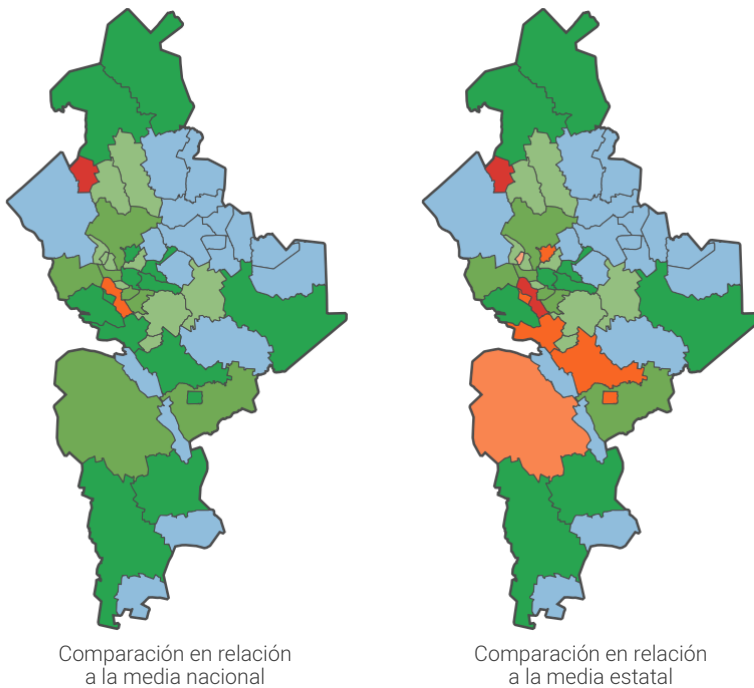 Comparación en relación
a la media nacional
Comparación en relación
a la media estatal